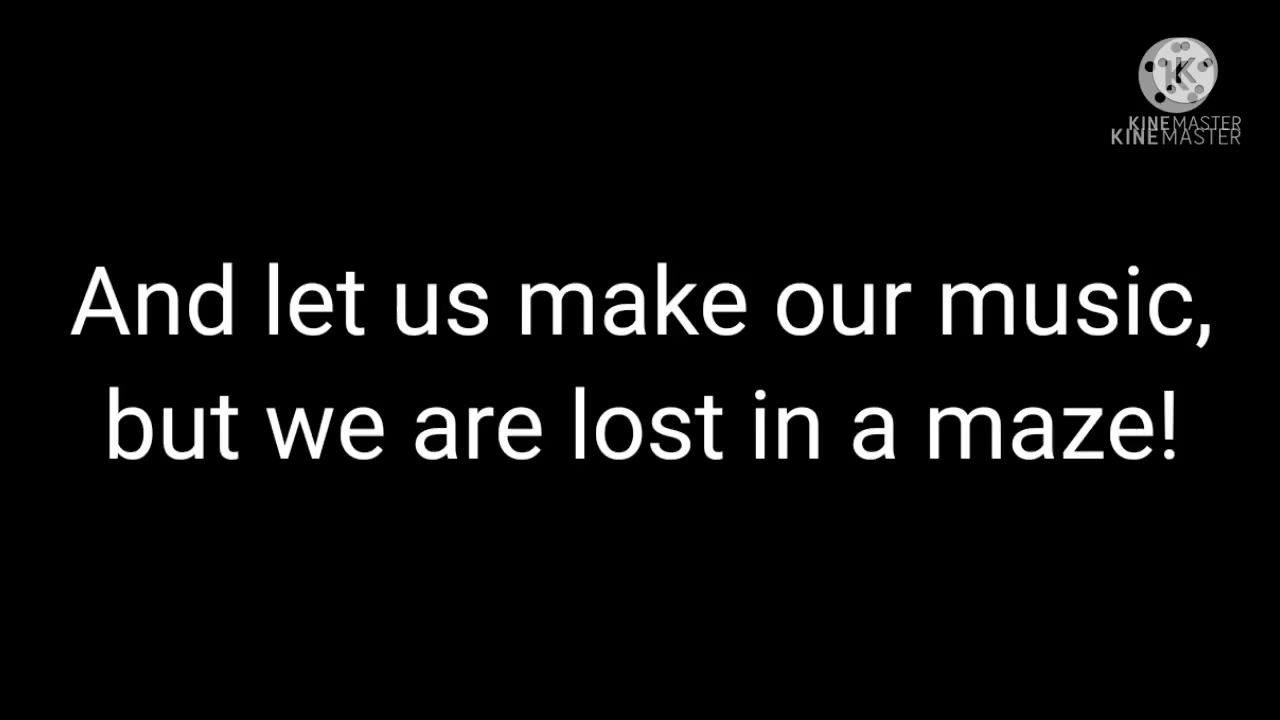 K
KINEMASTER
KINEMASTER
And let us make our music,
but we are lost in a maze!